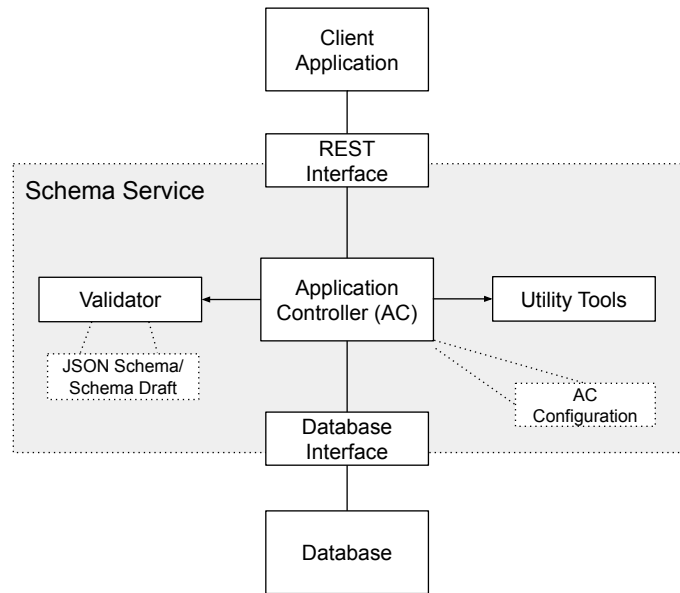 Client
Application
REST
Interface
Schema Service
Validator
Application
Controller (AC)
Utility Tools
JSON Schema/
Schema Draft
AC
Configuration
Database
Interface
Database